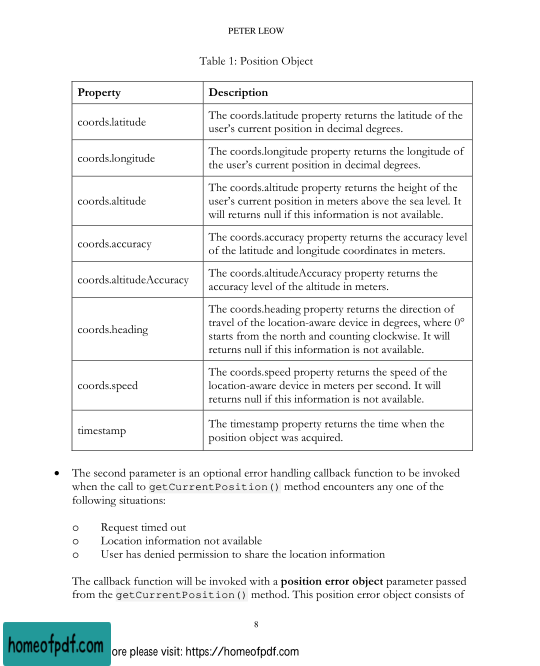 PETER LEOW
Table 1: Position Object
Property
Description
coords.latitude
The coords.latitude property returns the latitude of the
user's current position in decimal degrees.
coords.longitude
The coords.longitude property returns the longitude of
the user's current position in decimal degrees.
coords.altitude
The coords.altitude property returns the height of the
user's current position in meters above the sea level. It
will returns null if this information is not available.
coords.accuracy
The coords.accuracy property returns the accuracy level
of the latitude and longitude coordinates in meters.
coords.altitudeAccuracy
The coords.altitudeAccuracy property returns the
accuracy level of the altitude in meters.
coords.heading
The coords.heading property returns the direction of
travel of the location-aware device in degrees, where 0°
starts from the north and counting clockwise. It will
returns null if this information is not available.
coords.speed
The coords.speed property returns the speed of the
location-aware device in meters per second. It will
returns null if this information is not available.
timestamp
The timestamp property returns the time when the
position object was acquired.
• The second parameter is an optional error handling callback function to be invoked
when the call to getCurrentPosition() method encounters any one of the
following situations:
o Request timed out
o Location information not available
o User has denied permission to share the location information
The callback function will be invoked with a position error object parameter passed
from the getCurrentPosition() method. This position error object consists of
8
homeofpdf.com
ore please visit: https://homeofpdf.com